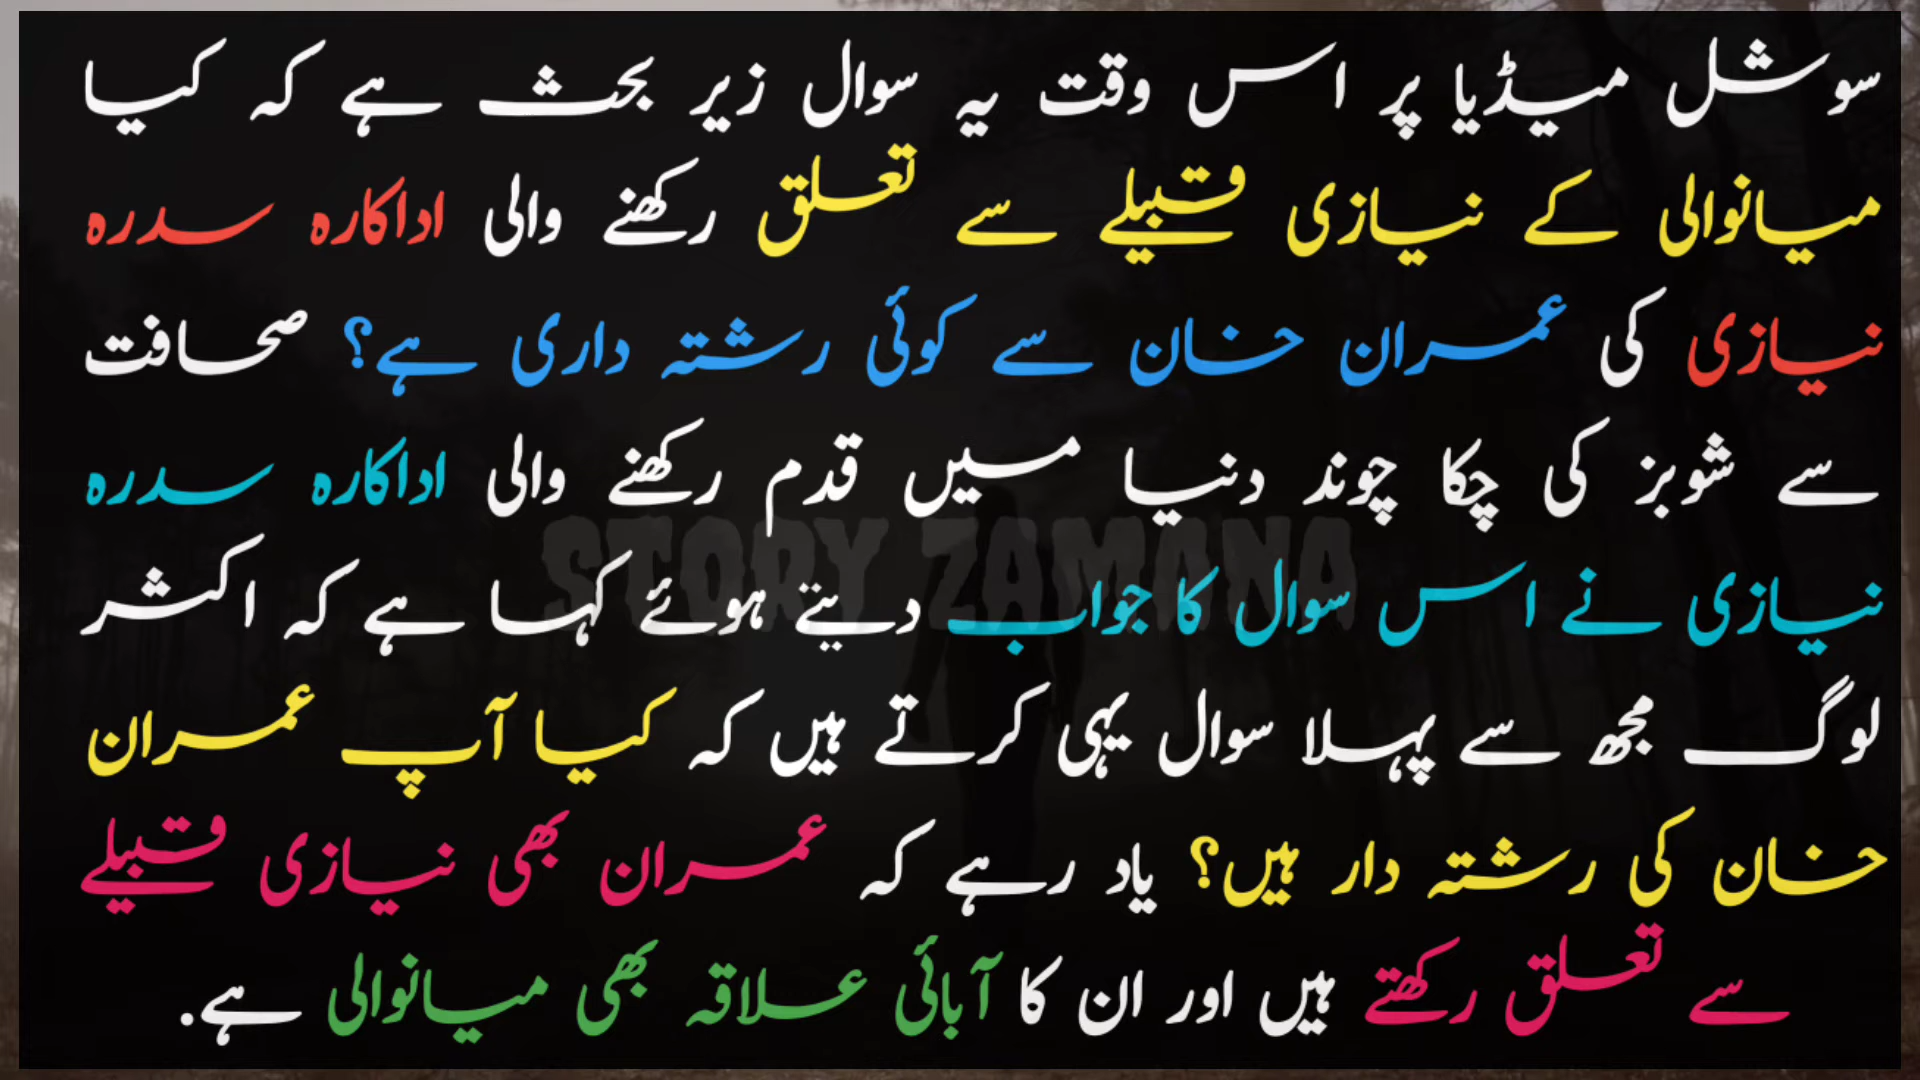 سوشل میڈیا پر اس وقت یہ سوال زیر بحث ہے کہ کیا
میانوالی کے نیازی قبیلے سے تعلق رکھنے والی اداکارہ سدرہ
نیازی کی عمران خان سے کوئی رشتہ داری ہے؟ صحافت
سے شوبز کی چکا چوند دنیا میں قدم رکھنے والی اداکارہ سدرہ
نیازی نے اس سوال کا جواب دیتے ہوئے کہا ہے کہ اکثر
لوگ مجھ سے پہلا سوال یہی کرتے ہیں کہ کیا آپ عمران
خان کی رشتہ دار ہیں؟ یاد رہے کہ عمران بھی نیازی قبیلے
سے تعلق رکھتے ہیں اور ان کا آبائی علاقہ بھی میانوالی ہے.
STORY ZAMANA